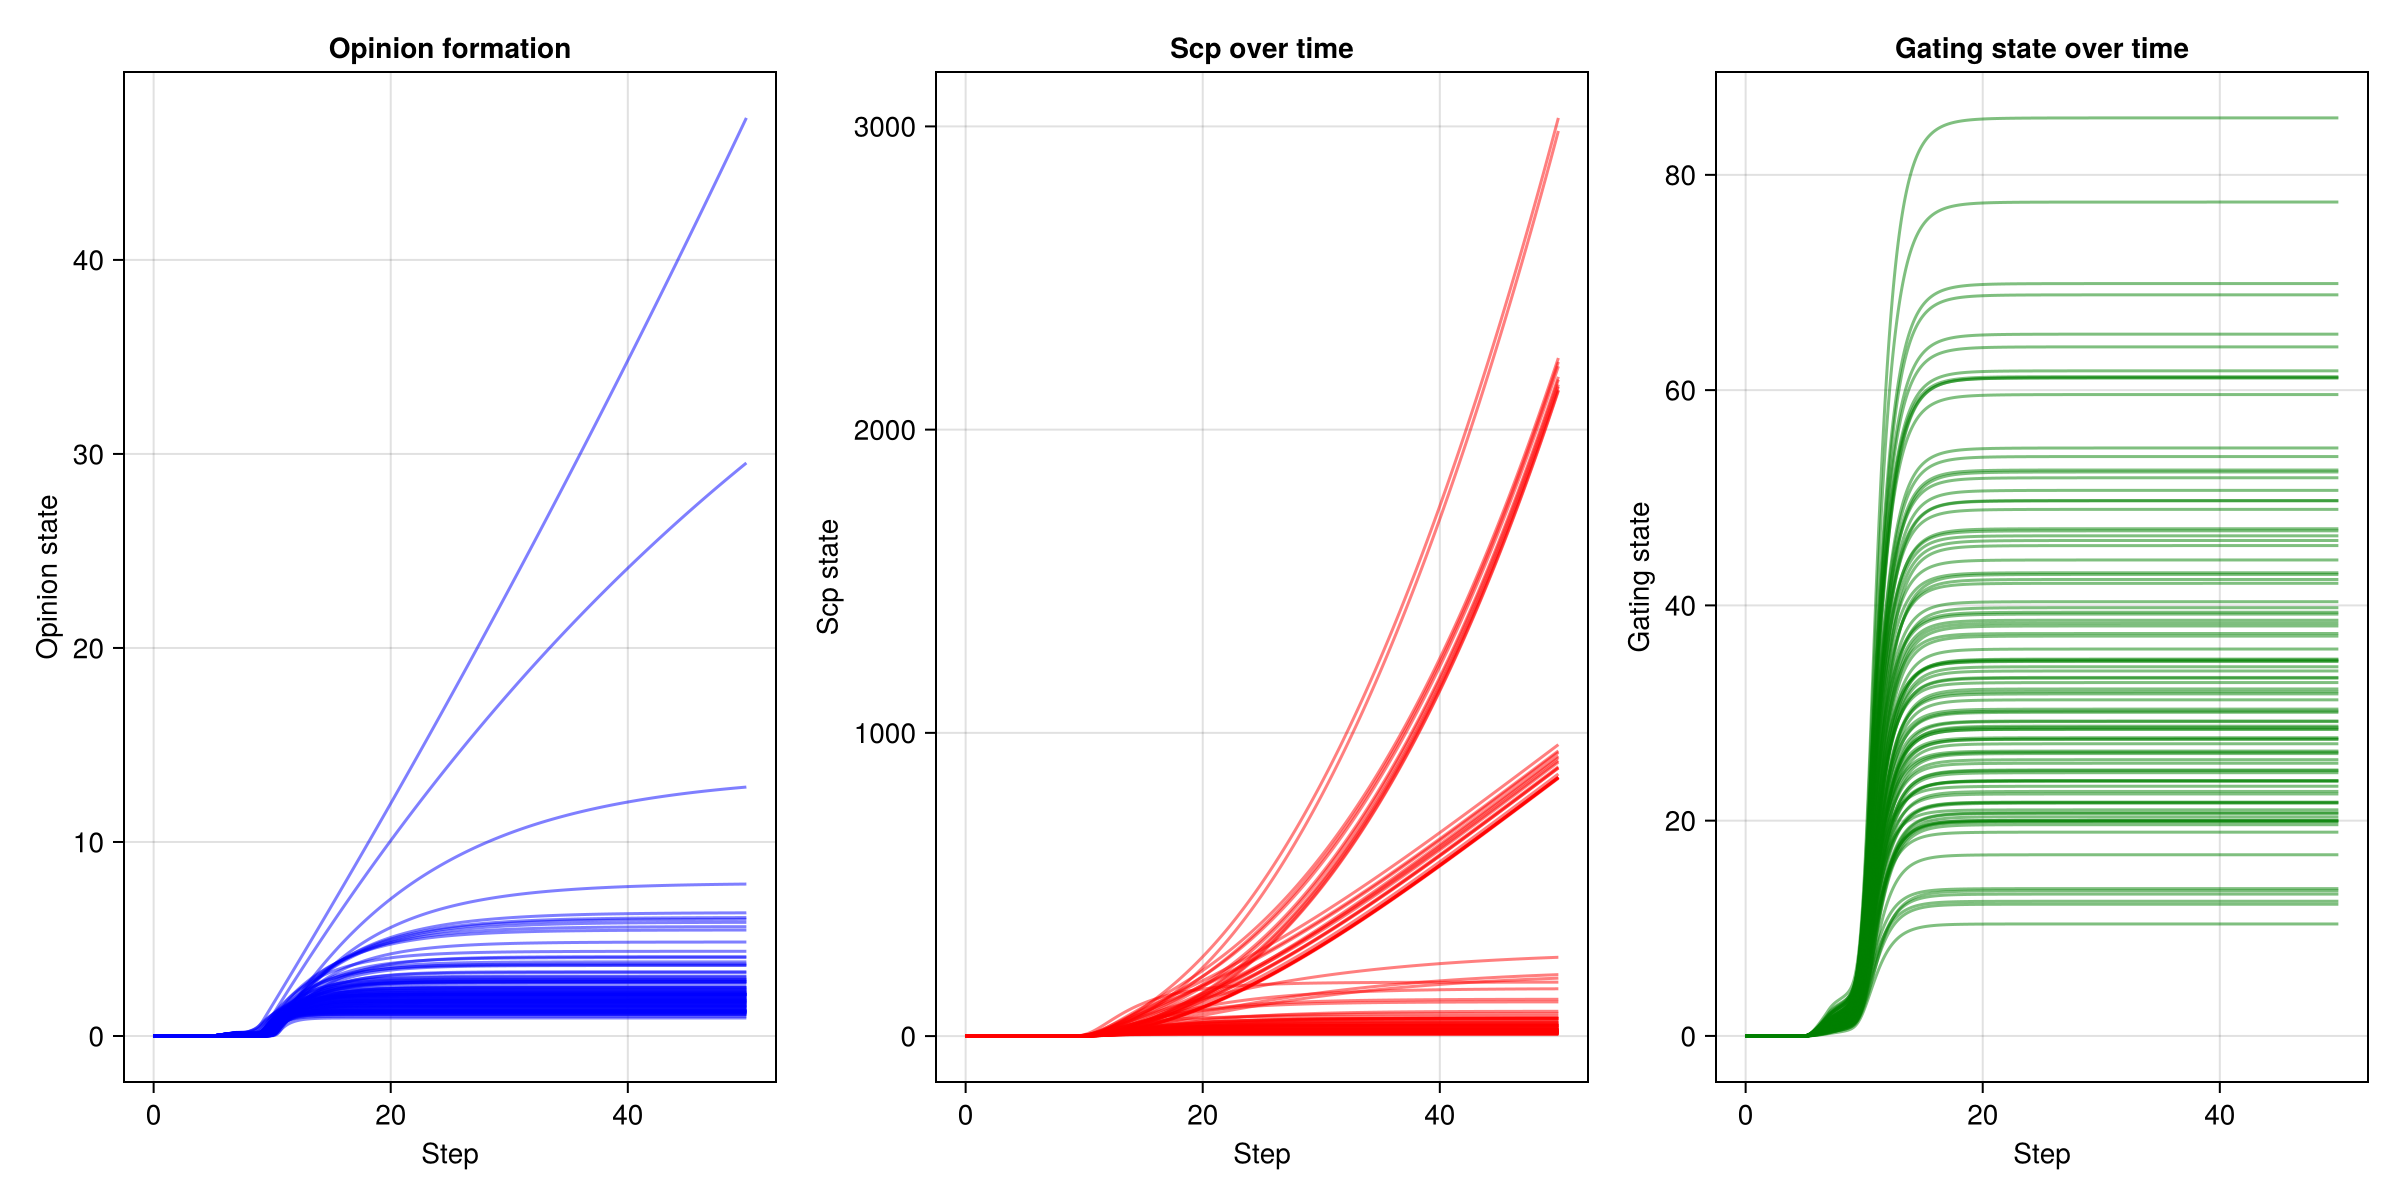 Opinion formation
Opinion state
40
30
20
10
0
0 20 40
Step
Scp over time
Scp state
3000
2000
1000
0
0 20 40
Step
Gating state over time
Gating state
80
60
40
20
0
0 20 40
Step